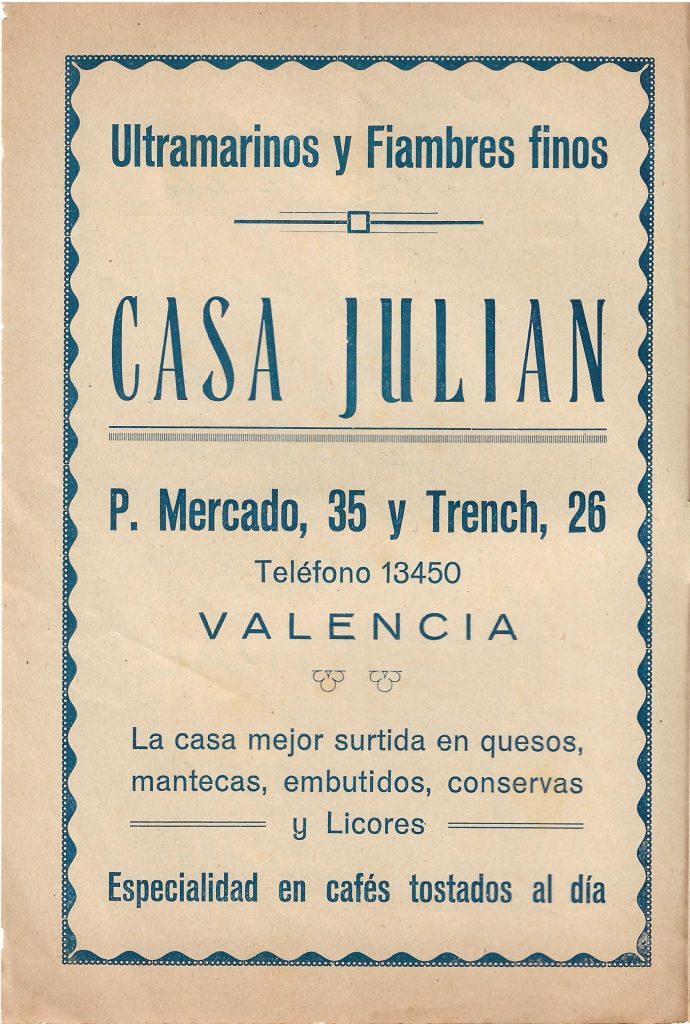 Ultramarinos y Fiambres finos
CASA JULIAN
P. Mercado, 35 y Trench, 26
Teléfono 13450
VALENCIA
La casa mejor surtida en quesos,
mantecas, embutidos, conservas
y Licores
Especialidad en cafés tostados al día